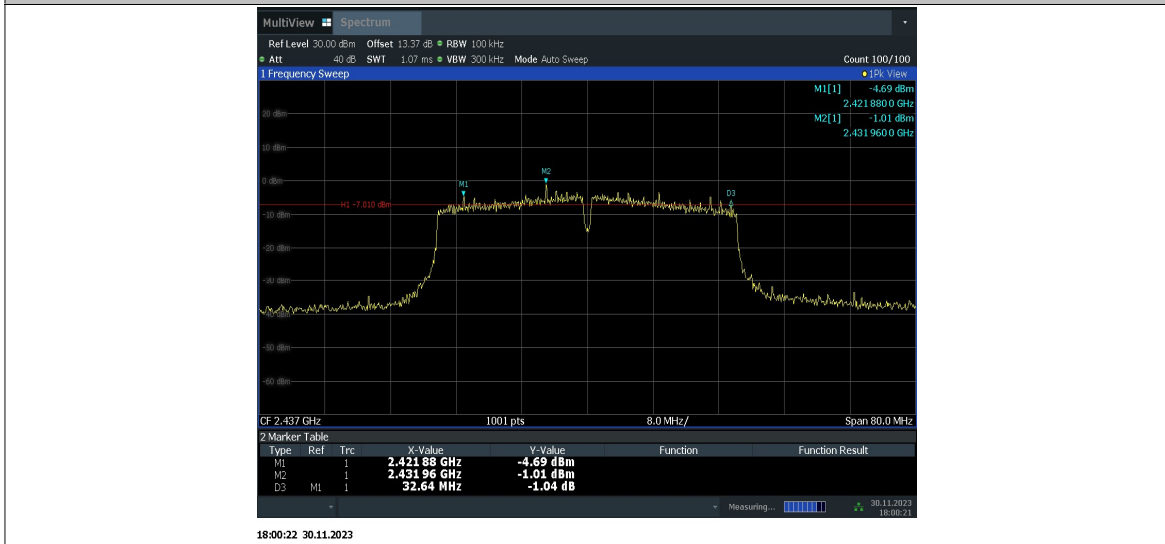 MultiView Spectrum
Ref Level 30.00 dBm Offset 13.37 dB RBW 100 kHz
Att 40 dB SWT 1.07 ms VBW 300 kHz Mode Auto Sweep Count 100/100
1 Frequency Sweep 1Pk View
M1[1] -4.69 dBm
2.421 880 0 GHz
20 dBm
M2[1] -1.01 dBm
2.431 960 0 GHz
10 dBm
M2
0 dBm
M1
D3
H1 -7.010 dBm
-10 dBm
-20 dBm
-30 dBm
-40 dBm
-50 dBm
-60 dBm
CF 2.437 GHz 1001 pts 8.0 MHz/ Span 80.0 MHz
2 Marker Table
Type Ref Trc X-Value Y-Value Function Function Result
M1 1 2.421 88 GHz -4.69 dBm
M2 1 2.431 96 GHz -1.01 dBm
D3 M1 1 32.64 MHz -1.04 dB
Measuring... 30.11.2023
18:00:21
18:00:22 30.11.2023